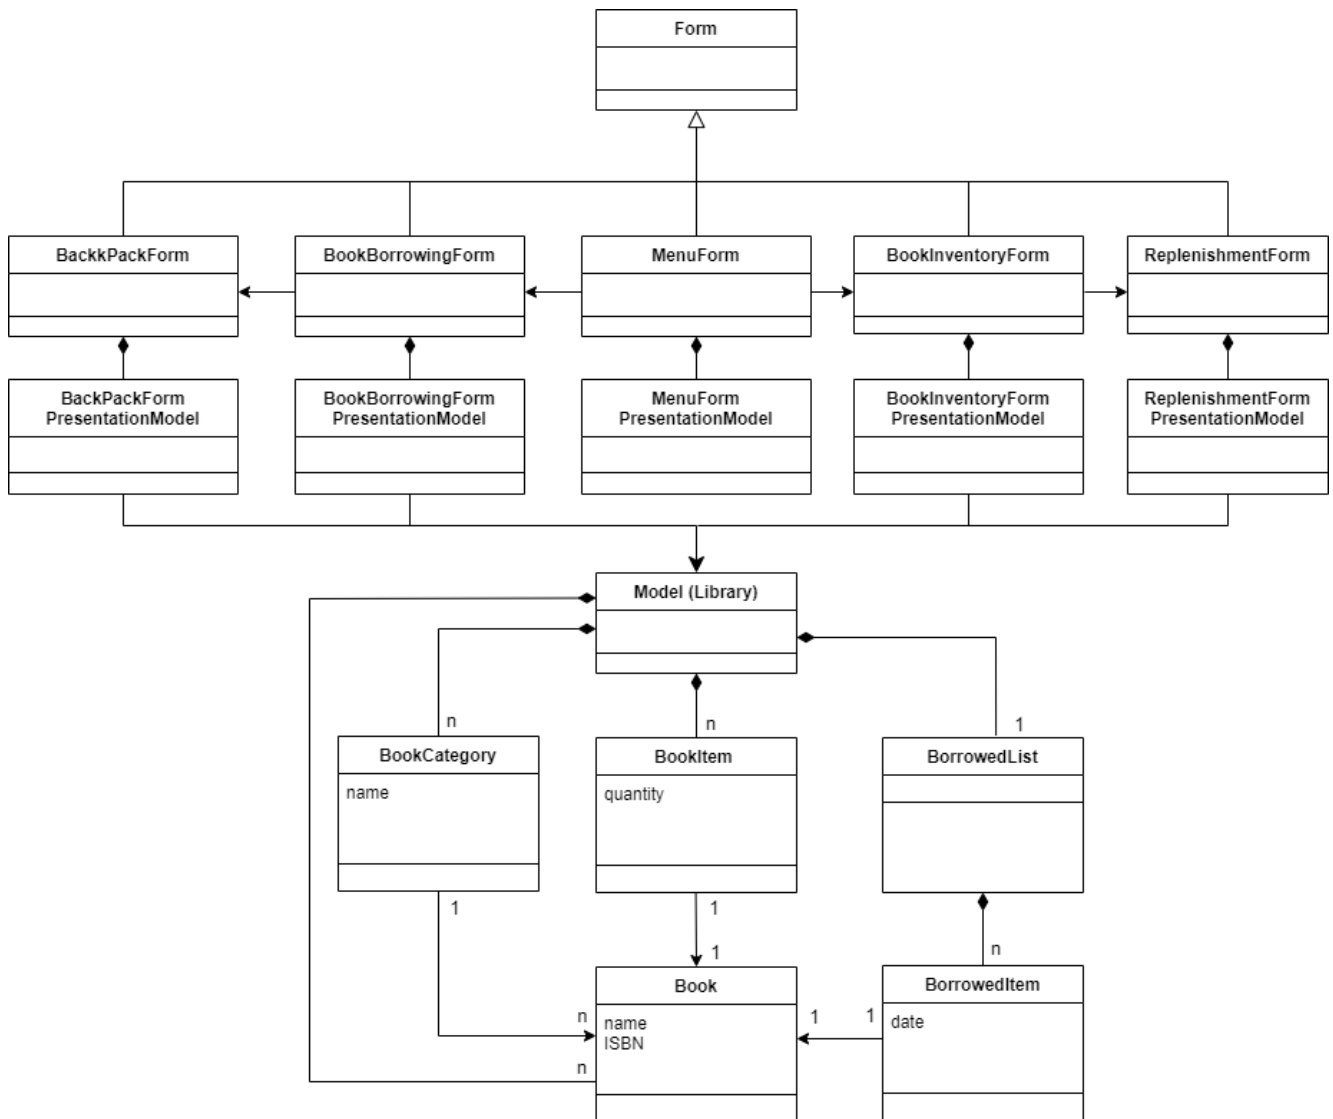 Form
BackkPackForm
BookBorrowingForm
MenuForm
BookInventoryForm
ReplenishmentForm
BackPackForm
PresentationModel
BookBorrowingForm
PresentationModel
MenuForm
PresentationModel
BookInventoryForm
PresentationModel
ReplenishmentForm
PresentationModel
Model (Library)
n
n
1
BookCategory
name
BookItem
quantity
BorrowedList
1
1
1
n
Book
name
ISBN
BorrowedItem
date
n
1
1
n